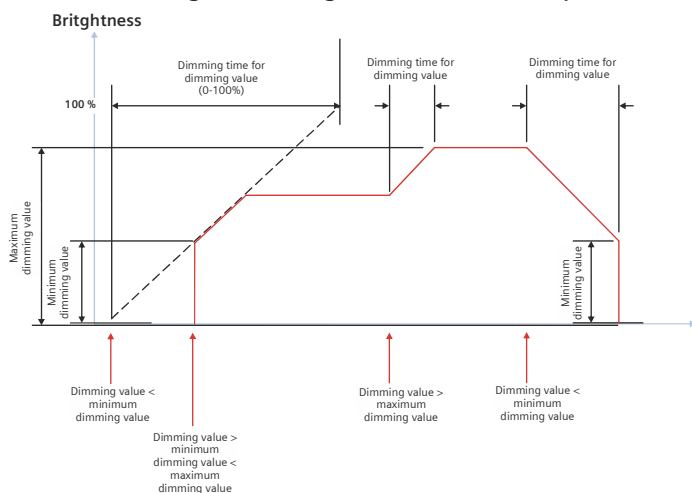 Britghtness
Dimming time for
dimming value
(0-100%)
Dimming time for
dimming value
Dimming time for
dimming value
100 %
Maximum
dimming value
Minimum
dimming value
Minimum
dimming value
Dimming value <
minimum
dimming value
Dimming value >
minimum
dimming value <
maximum
dimming value
Dimming value >
maximum
dimming value
Dimming value <
minimum
dimming value